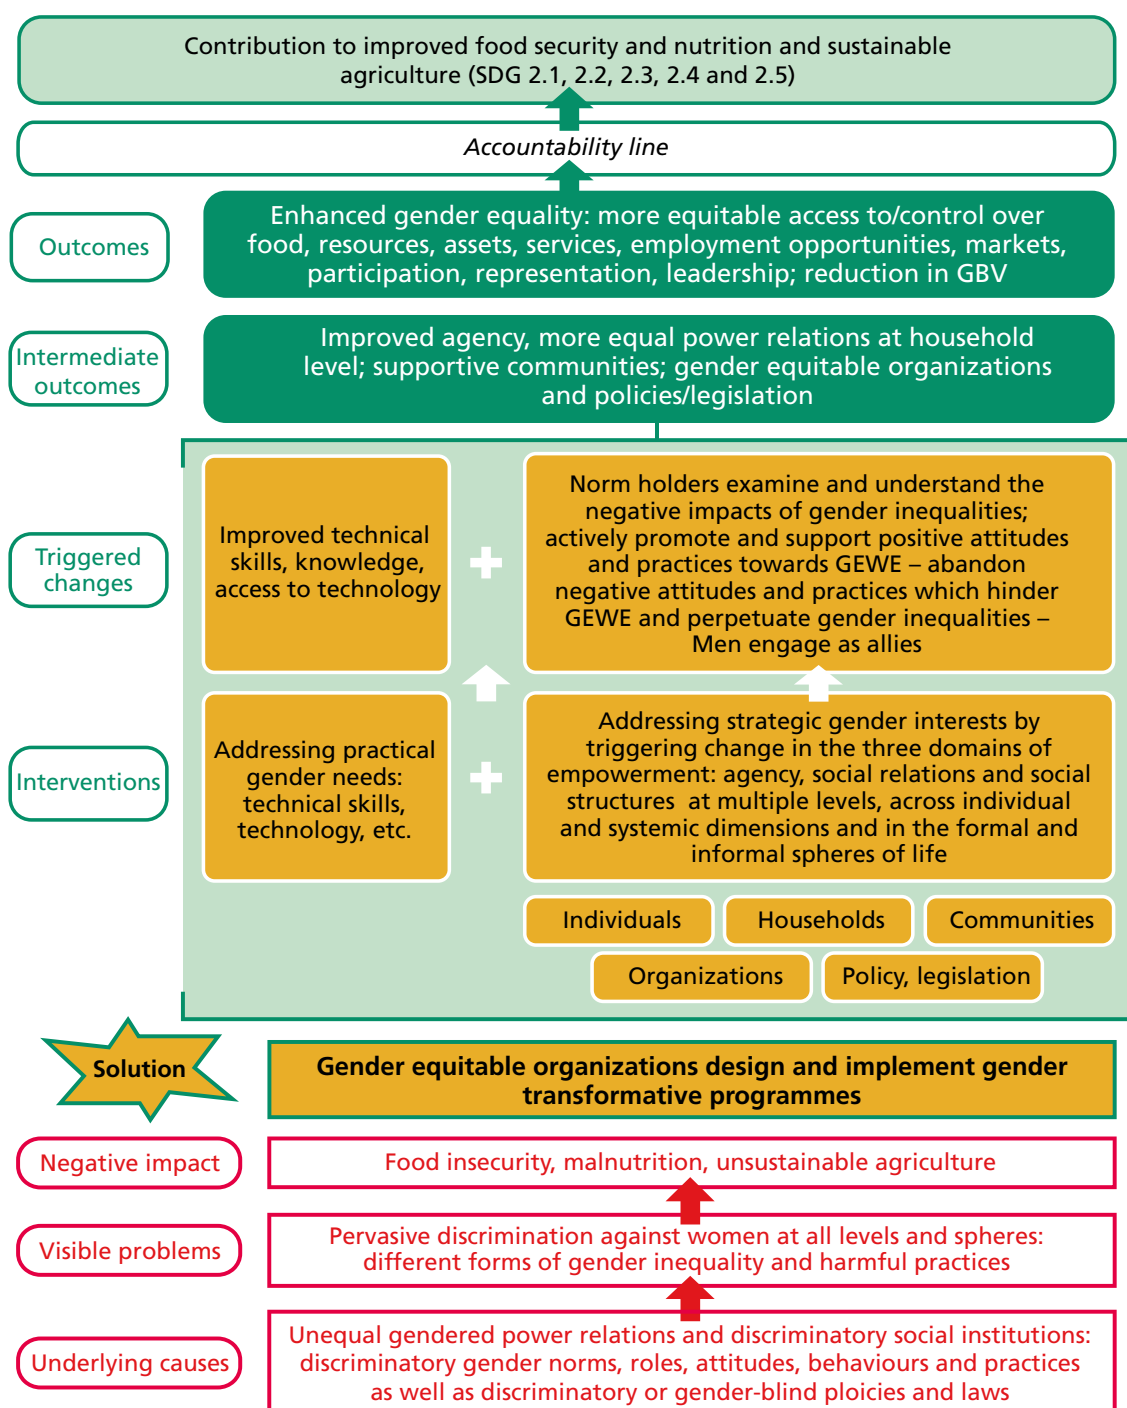 Contribution to improved food security and nutrition and sustainable
agriculture (SDG 2.1, 2.2, 2.3, 2.4 and 2.5)
Accountability line
Outcomes
Enhanced gender equality: more equitable access to/control over
food, resources, assets, services, employment opportunities, markets,
participation, representation, leadership; reduction in GBV
Intermediate
outcomes
Improved agency, more equal power relations at household
level; supportive communities; gender equitable organizations
and policies/legislation
Triggered
changes
Improved technical
skills, knowledge,
access to technology
+
Norm holders examine and understand the
negative impacts of gender inequalities;
actively promote and support positive attitudes
and practices towards GEWE – abandon
negative attitudes and practices which hinder
GEWE and perpetuate gender inequalities –
Men engage as allies
Interventions
Addressing practical
gender needs:
technical skills,
technology, etc.
+
Addressing strategic gender interests by
triggering change in the three domains of
empowerment: agency, social relations and social
structures at multiple levels, across individual
and systemic dimensions and in the formal and
informal spheres of life
Individuals
Households
Communities
Organizations
Policy, legislation
Solution
Gender equitable organizations design and implement gender
transformative programmes
Negative impact
Food insecurity, malnutrition, unsustainable agriculture
Visible problems
Pervasive discrimination against women at all levels and spheres:
different forms of gender inequality and harmful practices
Underlying causes
Unequal gendered power relations and discriminatory social institutions:
discriminatory gender norms, roles, attitudes, behaviours and practices
as well as discriminatory or gender-blind ploicies and laws